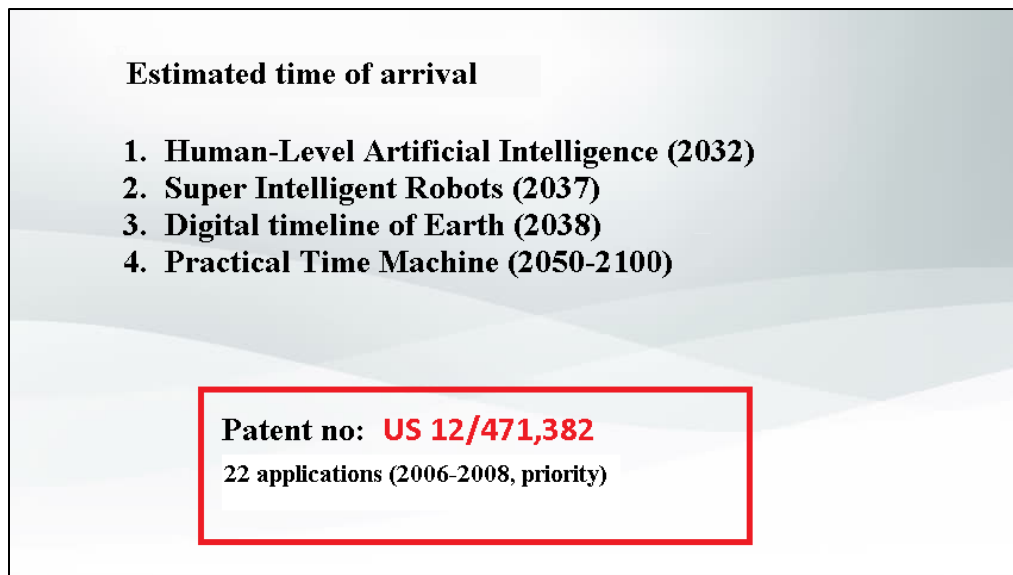 Estimated time of arrival
1. Human-Level Artificial Intelligence (2032)
2. Super Intelligent Robots (2037)
3. Digital timeline of Earth (2038)
4. Practical Time Machine (2050-2100)
Patent no: US 12/471,382
22 applications (2006-2008, priority)